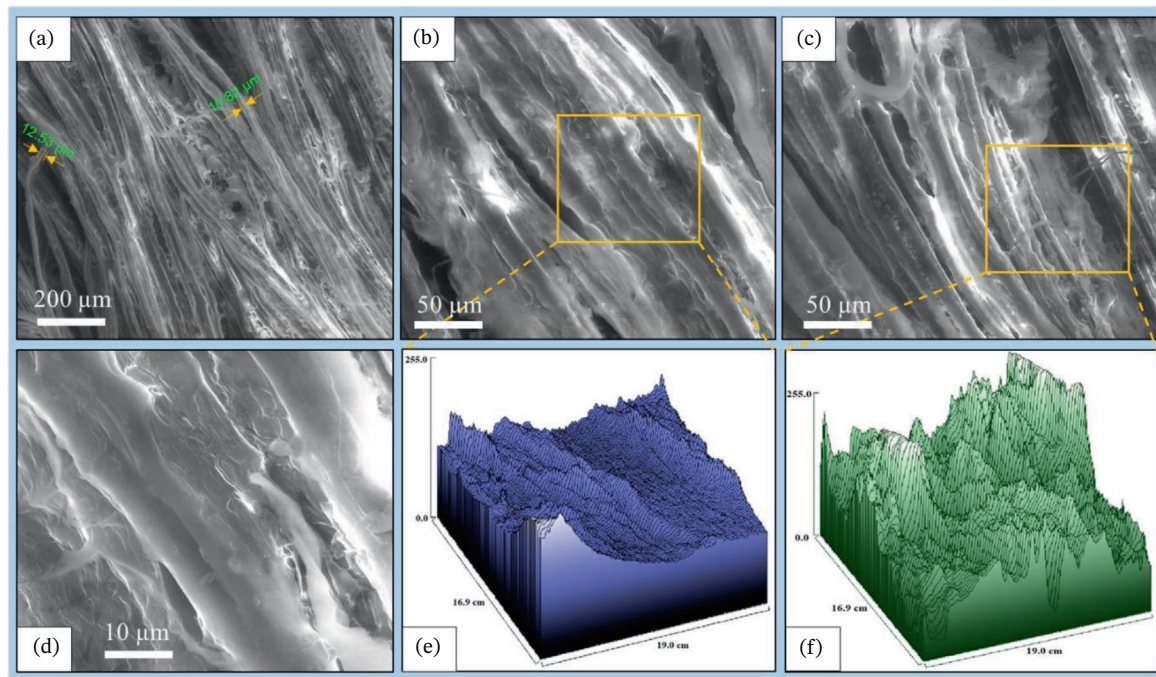 (a)
12.53 µm
µm
200 µm
(b)
50 µm
(c)
50 µm
(d)
10 µm
(e)
255.0
0.0
16.9 cm
19.0 cm
(f)
255.0
0.0
16.9 cm
19.0 cm